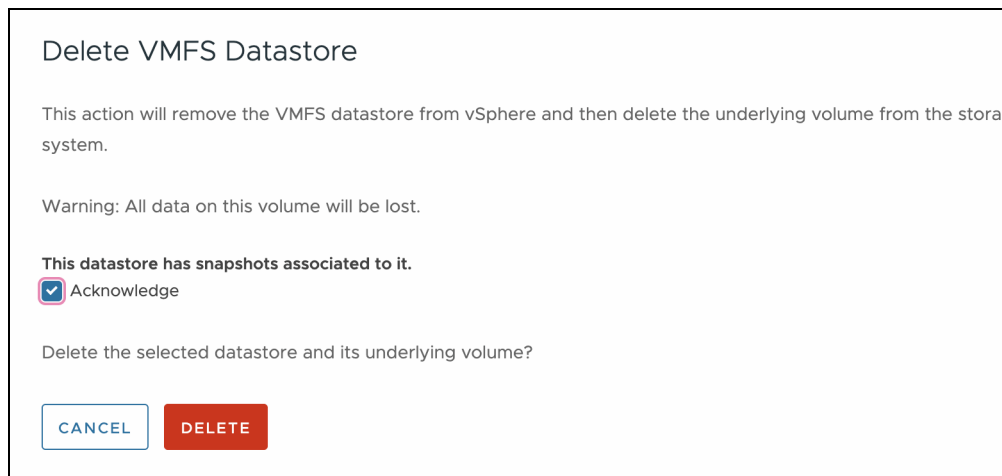 Delete VMFS Datastore
This action will remove the VMFS datastore from vSphere and then delete the underlying volume from the stora
system.
Warning: All data on this volume will be lost.
This datastore has snapshots associated to it.
Acknowledge
Delete the selected datastore and its underlying volume?
CANCEL DELETE